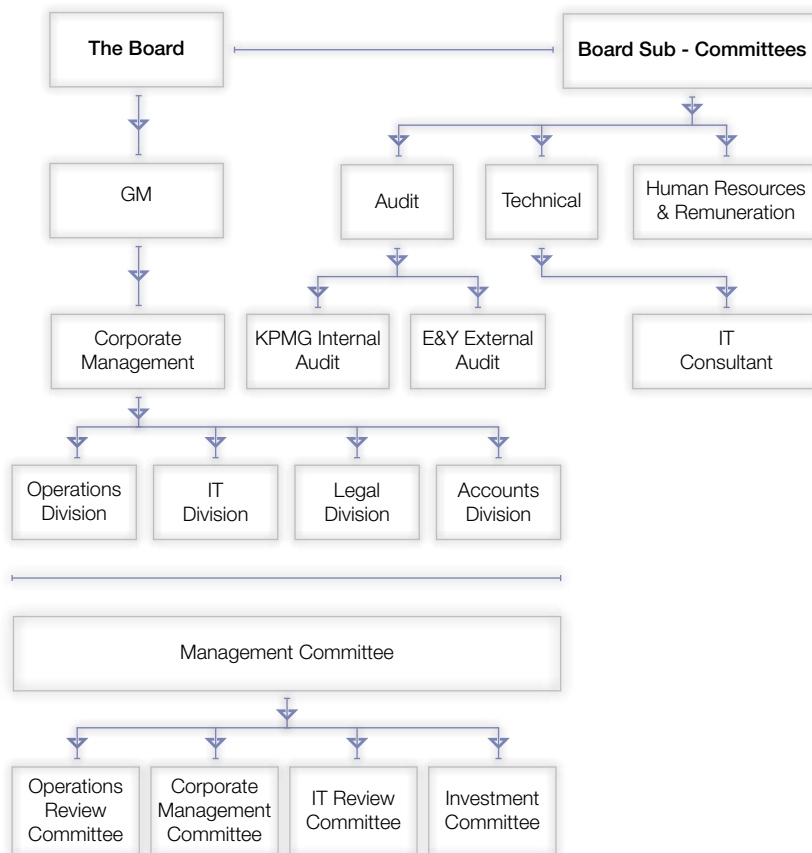 The Board
Board Sub - Committees
GM
Audit
Technical
Human Resources
& Remuneration
Corporate
Management
KPMG Internal
Audit
E&Y External
Audit
IT
Consultant
Operations
Division
IT
Division
Legal
Division
Accounts
Division
Management Committee
Operations
Review
Committee
Corporate
Management
Committee
IT Review
Committee
Investment
Committee